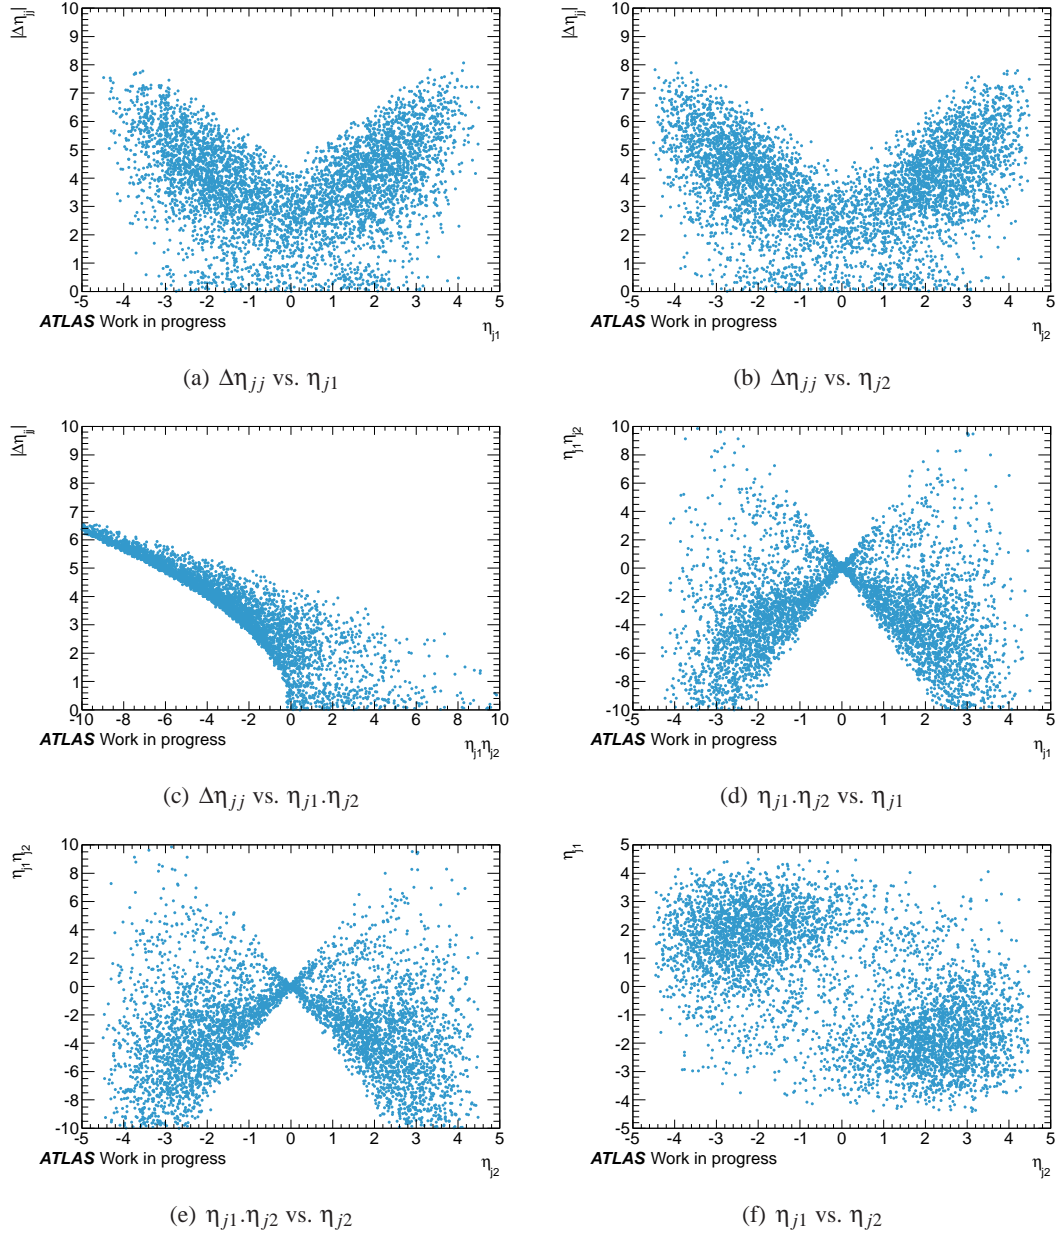 |Δη_jj|
10
9
8
7
6
5
4
3
2
1
0
-5 -4 -3 -2 -1 0 1 2 3 4 5
ATLAS Work in progress
η_j1
(a) Δη_jj vs. η_j1
|Δη_jj|
10
9
8
7
6
5
4
3
2
1
0
-5 -4 -3 -2 -1 0 1 2 3 4 5
ATLAS Work in progress
η_j2
(b) Δη_jj vs. η_j2
|Δη_jj|
10
9
8
7
6
5
4
3
2
1
0
-10 -8 -6 -4 -2 0 2 4 6 8 10
ATLAS Work in progress
η_j1 η_j2
(c) Δη_jj vs. η_j1.η_j2
η_j1 η_j2
10
8
6
4
2
0
-2
-4
-6
-8
-10
-5 -4 -3 -2 -1 0 1 2 3 4 5
ATLAS Work in progress
η_j1
(d) η_j1.η_j2 vs. η_j1
η_j1 η_j2
10
8
6
4
2
0
-2
-4
-6
-8
-10
-5 -4 -3 -2 -1 0 1 2 3 4 5
ATLAS Work in progress
η_j2
(e) η_j1.η_j2 vs. η_j2
η_j1
5
4
3
2
1
0
-1
-2
-3
-4
-5
-5 -4 -3 -2 -1 0 1 2 3 4 5
ATLAS Work in progress
η_j2
(f) η_j1 vs. η_j2